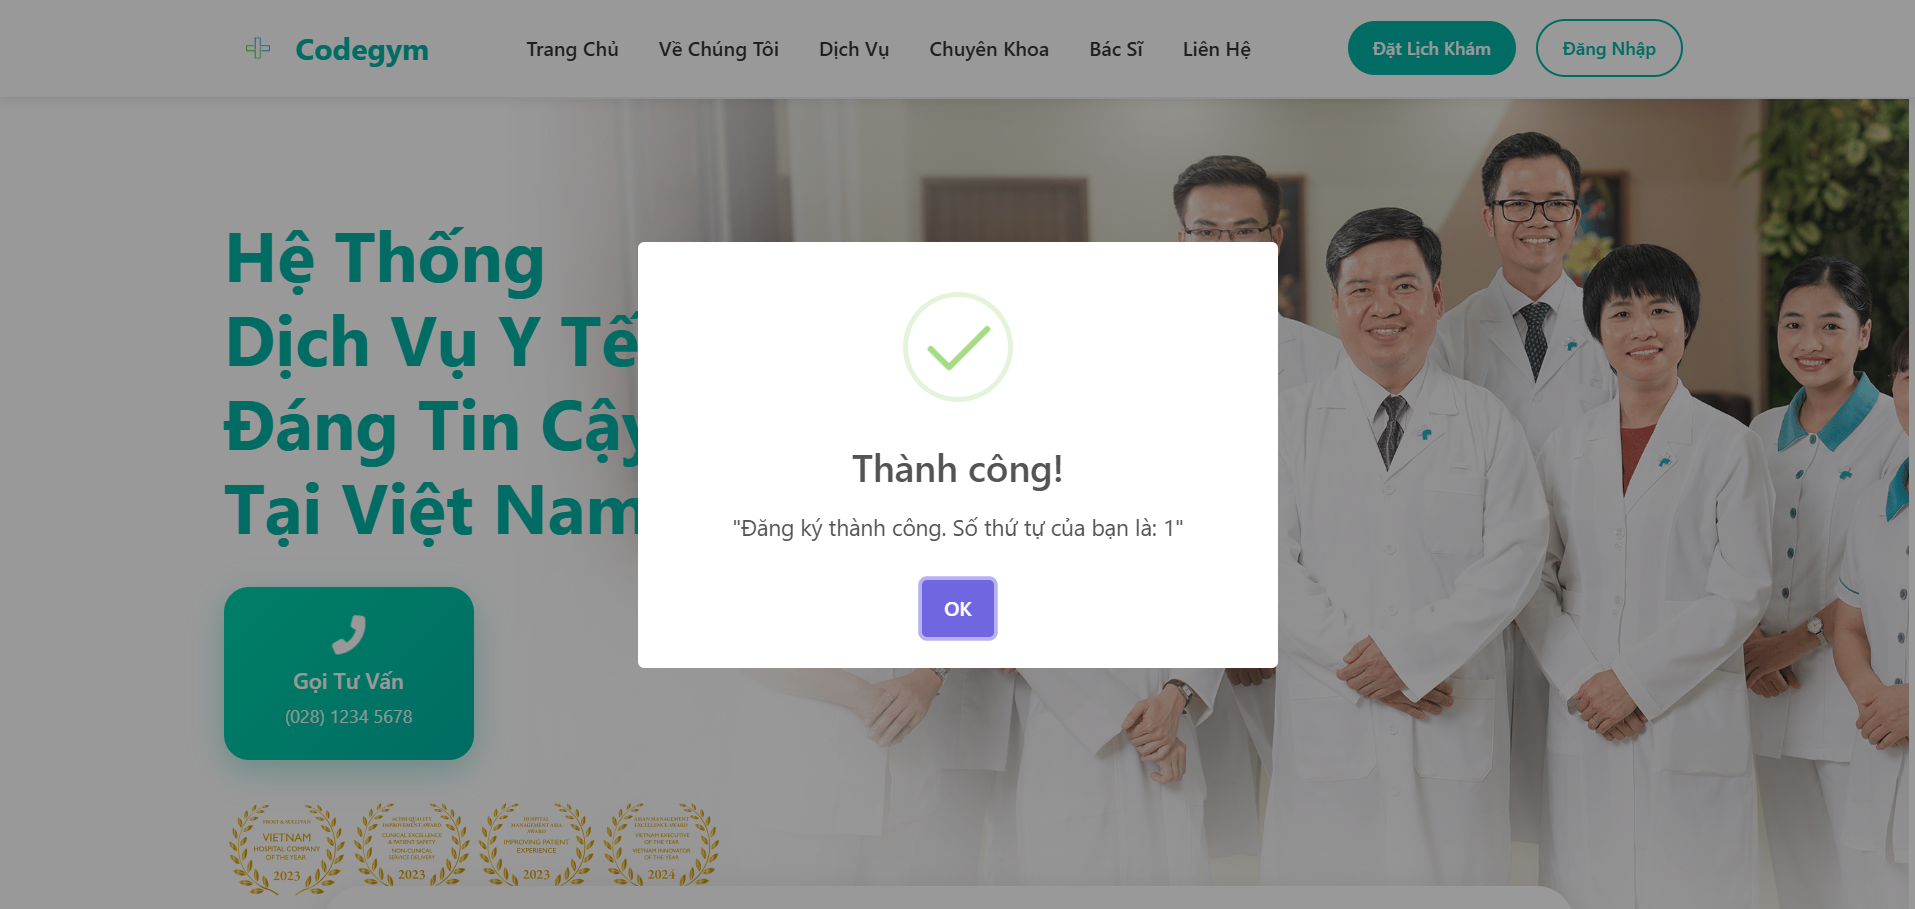 Codegym
Trang Chủ
Về Chúng Tôi
Dịch Vụ
Chuyên Khoa
Bác Sĩ
Liên Hệ
Đặt Lịch Khám
Đăng Nhập
Hệ Thống
Dịch Vụ Y Tế
Đáng Tin Cậy
Tại Việt Nam
Thành công!
"Đăng ký thành công. Số thứ tự của bạn là: 1"
OK
Gọi Tư Vấn
(028) 1234 5678
FROST & SULLIVAN
VIETNAM
HOSPITAL COMPANY
OF THE YEAR
2023
QUALITY
IMPROVEMENT AWARD
CLINICAL EXCELLENCE
& PATIENT SAFETY
NON-CLINICAL
SERVICE DELIVERY
2023
HOSPITAL
MANAGEMENT ASIA
AWARD
IMPROVING PATIENT
EXPERIENCE
2023
ASIAN MANAGEMENT
EXCELLENCE AWARD
VIETNAM EXECUTIVE
OF THE YEAR
VIETNAM INNOVATOR
OF THE YEAR
2024